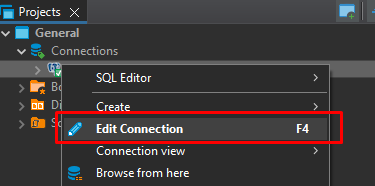 Projects
General
Connections
SQL Editor
Create
Edit Connection F4
Connection view
Browse from here